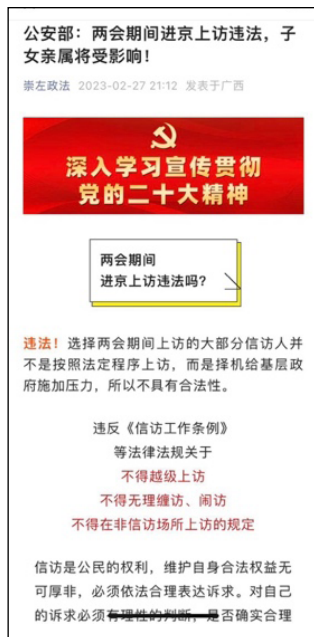 公安部：两会期间进京上访违法，子
女亲属将受影响！
崇左政法 2023-02-27 21:12 发表于广西
深入学习宣传贯彻
党的二十大精神
两会期间
进京上访违法吗？
违法！选择两会期间上访的大部分信访人并
不是按照法定程序上访，而是择机给基层政
府施加压力，所以不具有合法性。
违反《信访工作条例》
等法律法规关于
不得越级上访
不得无理缠访、闹访
不得在非信访场所上访的规定
信访是公民的权利，维护自身合法权益无
可厚非，必须依法合理表达诉求。对自己
的诉求必须有理性的判断，是否确实合理